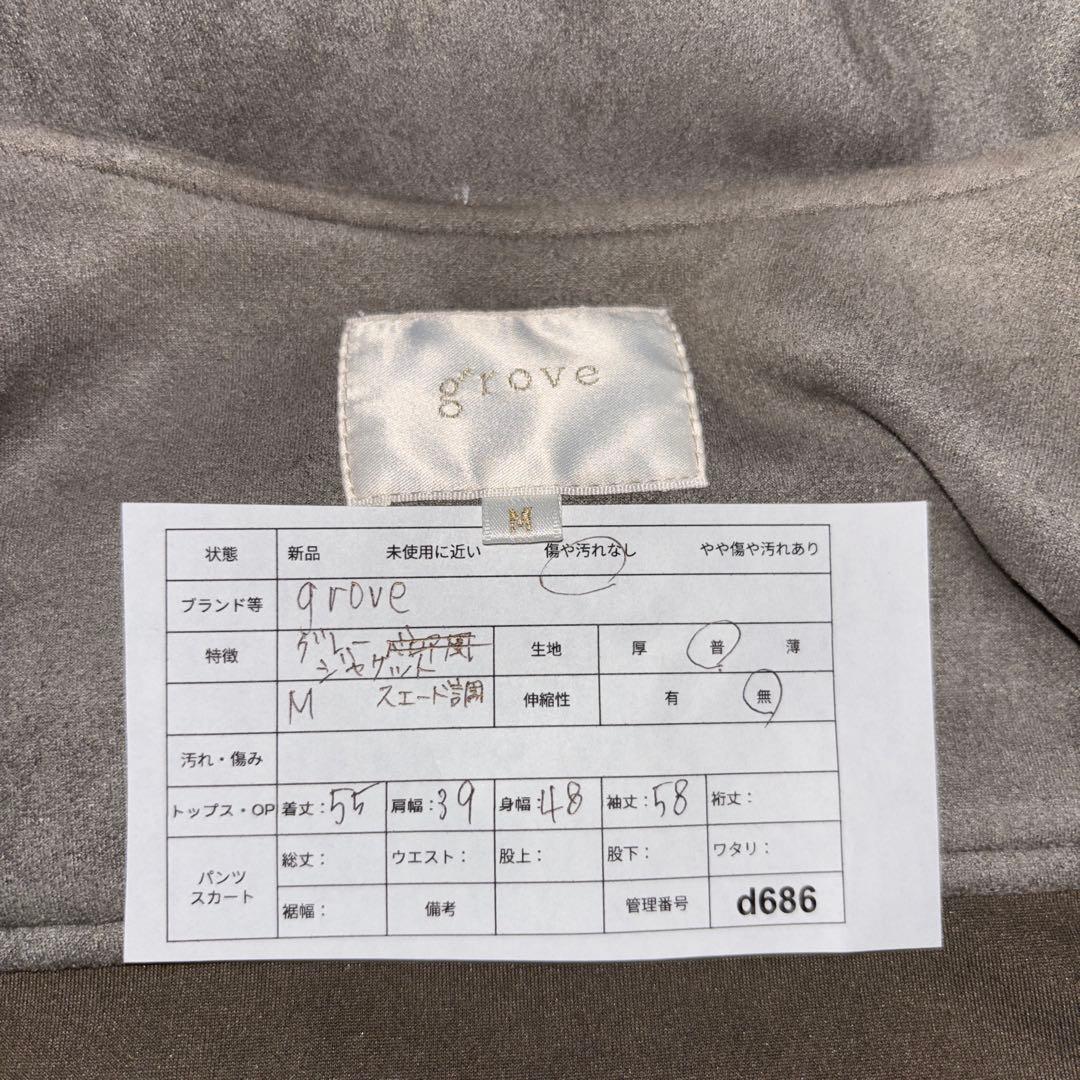 grove
M
状態 新品 未使用に近い 傷や汚れなし やや傷や汚れあり
ブランド等 grove
特徴 グレー 生地 厚 普 薄
ジャケット
M スエード調 伸縮性 有 無
汚れ・傷み
トップス・OP 着丈：55 肩幅：39 身幅：48 袖丈：58 裄丈：
パンツ スカート 総丈： ウエスト： 股上： 股下： ワタリ：
裾幅： 備考 管理番号 d686